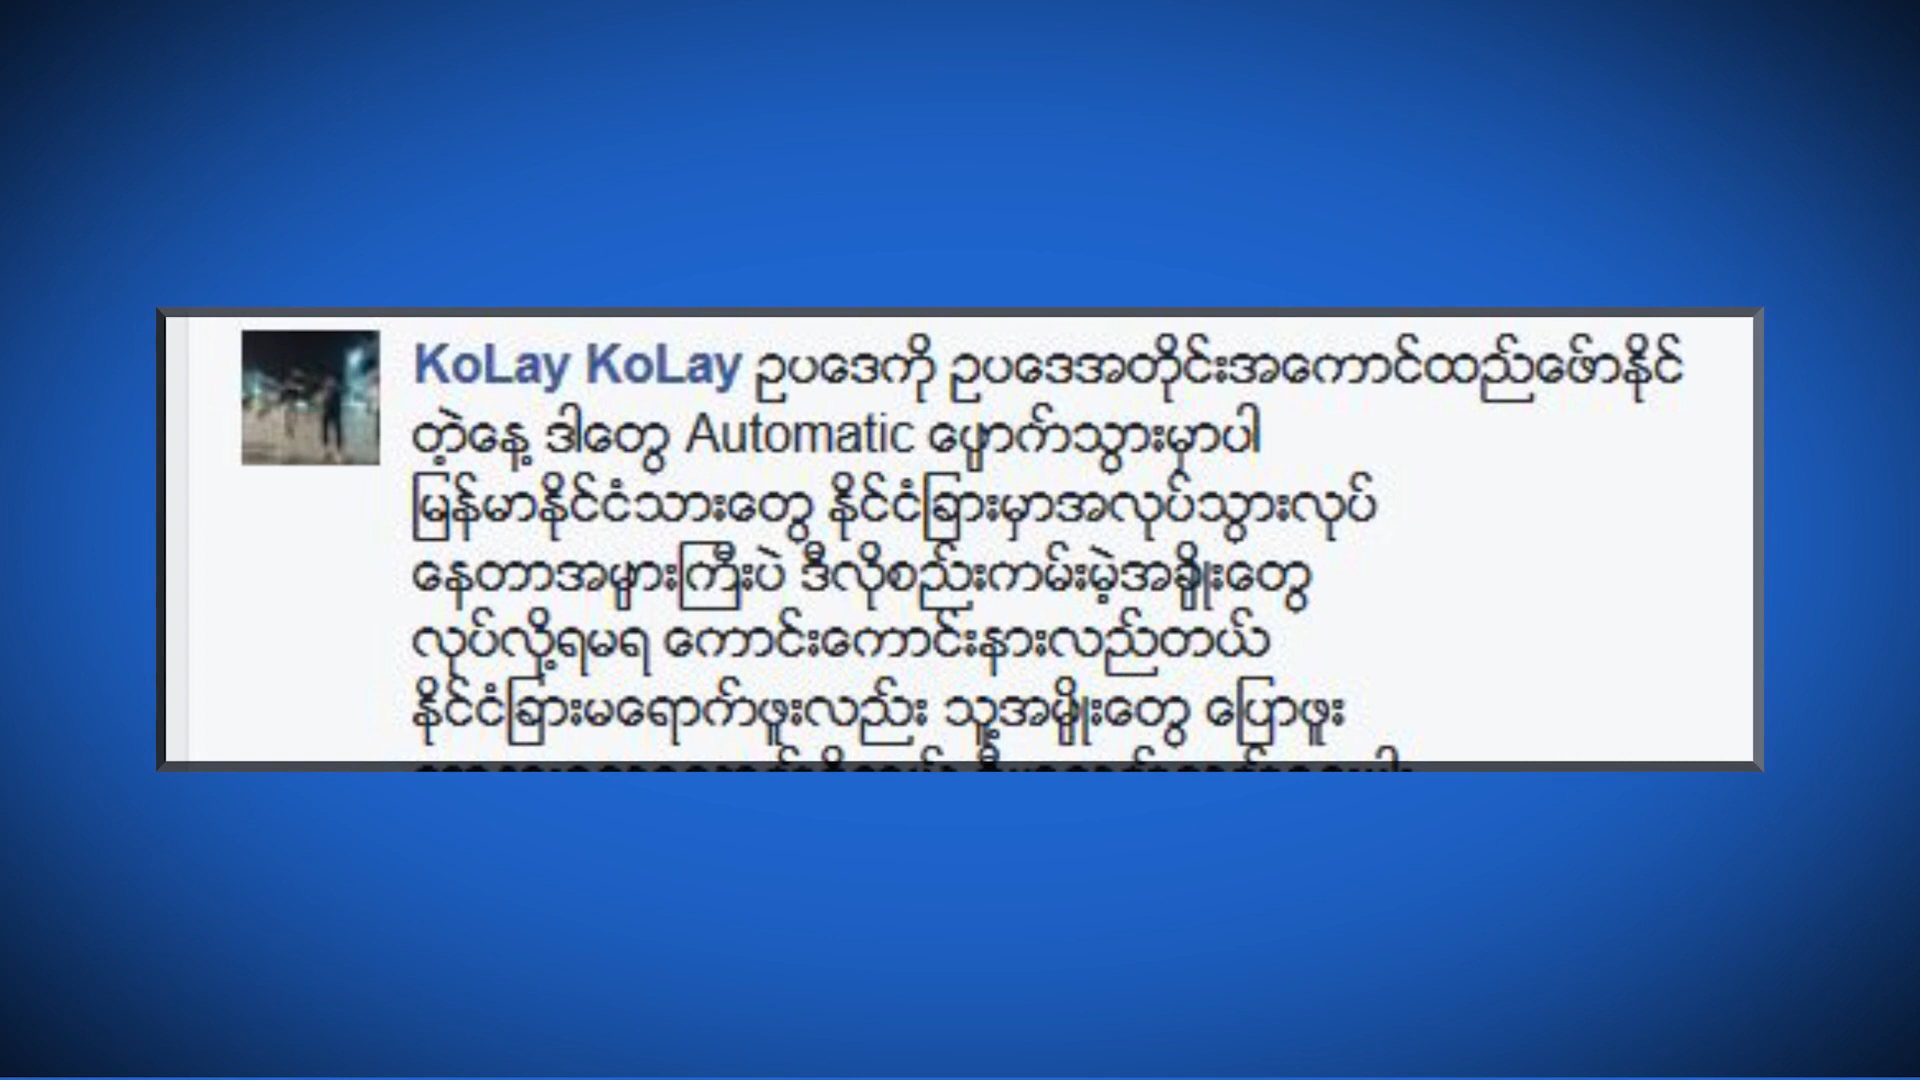 KoLay KoLay ဥပဒေကို ဥပဒေအတိုင်းအကောင်ထည်ဖော်နိုင်
တဲ့နေ့ ဒါတွေ Automatic ပျောက်သွားမှာပါ
မြန်မာနိုင်ငံသားတွေ နိုင်ငံခြားမှာအလုပ်သွားလုပ်
နေတာအများကြီးပဲ ဒီလိုစည်းကမ်းမဲ့အချိုးတွေ
လုပ်လို့ရမရ ကောင်းကောင်းနားလည်တယ်
နိုင်ငံခြားမရောက်ဖူးလည်း သူ့အမျိုးတွေ ပြောဖူး